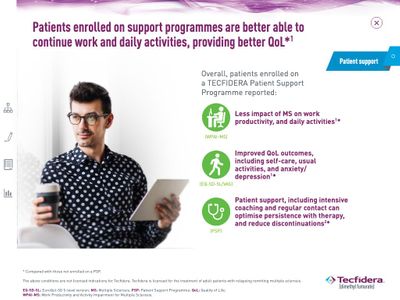 Patients enrolled on support programmes are better able to
continue work and daily activities, providing better QoL*1
Patient support
Overall, patients enrolled on
a TECFIDERA Patient Support
Programme reported:
Less impact of MS on work
productivity, and daily activities1*
(WPAI-MS)
Improved QoL outcomes,
including self-care, usual
activities, and anxiety/
depression1*
(EQ-5D-5L/VAS)
Patient support, including intensive
coaching and regular contact can
optimise persistence with therapy,
and reduce discontinuations2*
(PSP)
* Compared with those not enrolled on a PSP.
The above conditions are not licensed indications for Tecfidera. Tecfidera is licensed for the treatment of adult patients with relapsing remitting multiple sclerosis.
EQ-5D-5L: EuroQol-5D 5-level version; MS: Multiple Sclerosis; PSP: Patient Support Programme; QoL: Quality of Life;
WPAI-MS: Work Productivity and Activity Impairment for Multiple Sclerosis.
Tecfidera
(dimethyl fumarate)